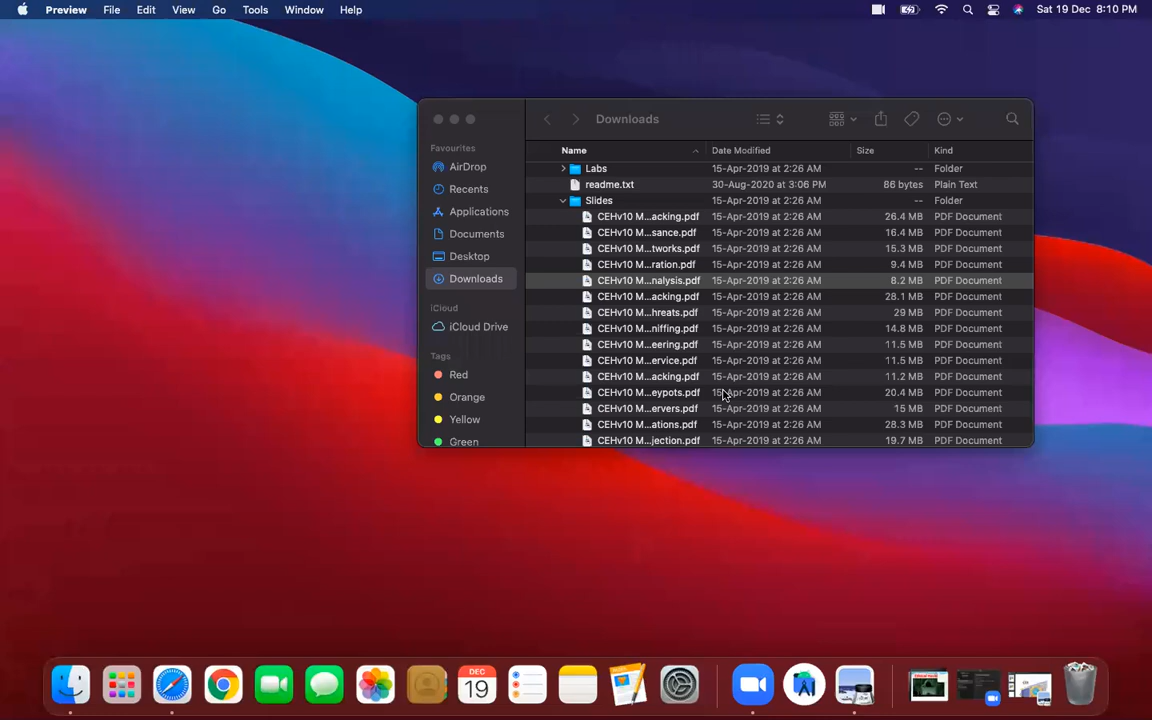 Preview File Edit View Go Tools Window Help Sat 19 Dec 8:10 PM
Downloads
Favourites
AirDrop
Recents
Applications
Documents
Desktop
Downloads
iCloud
iCloud Drive
Tags
Red
Orange
Yellow
Green
Name Date Modified Size Kind
Labs 15-Apr-2019 at 2:26 AM -- Folder
readme.txt 30-Aug-2020 at 3:06 PM 86 bytes Plain Text
Slides 15-Apr-2019 at 2:26 AM -- Folder
CEHv10 M...acking.pdf 15-Apr-2019 at 2:26 AM 26.4 MB PDF Document
CEHv10 M...sance.pdf 15-Apr-2019 at 2:26 AM 16.4 MB PDF Document
CEHv10 M...tworks.pdf 15-Apr-2019 at 2:26 AM 15.3 MB PDF Document
CEHv10 M...ration.pdf 15-Apr-2019 at 2:26 AM 9.4 MB PDF Document
CEHv10 M...nalysis.pdf 15-Apr-2019 at 2:26 AM 8.2 MB PDF Document
CEHv10 M...acking.pdf 15-Apr-2019 at 2:26 AM 28.1 MB PDF Document
CEHv10 M...hreats.pdf 15-Apr-2019 at 2:26 AM 29 MB PDF Document
CEHv10 M...niffing.pdf 15-Apr-2019 at 2:26 AM 14.8 MB PDF Document
CEHv10 M...eering.pdf 15-Apr-2019 at 2:26 AM 11.5 MB PDF Document
CEHv10 M...ervice.pdf 15-Apr-2019 at 2:26 AM 11.5 MB PDF Document
CEHv10 M...acking.pdf 15-Apr-2019 at 2:26 AM 11.2 MB PDF Document
CEHv10 M...eypots.pdf 15-Apr-2019 at 2:26 AM 20.4 MB PDF Document
CEHv10 M...ervers.pdf 15-Apr-2019 at 2:26 AM 15 MB PDF Document
CEHv10 M...ations.pdf 15-Apr-2019 at 2:26 AM 28.3 MB PDF Document
CEHv10 M...jection.pdf 15-Apr-2019 at 2:26 AM 19.7 MB PDF Document
DEC
19